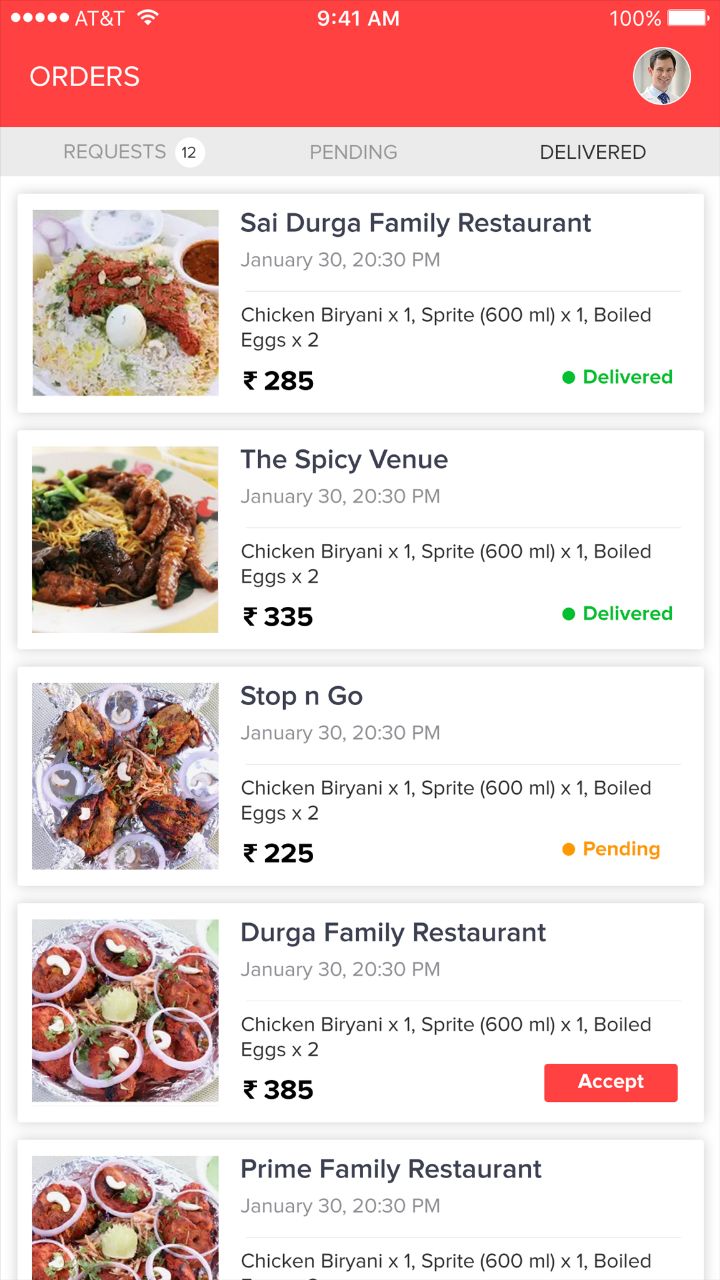 AT&T 9:41 AM 100%
ORDERS
REQUESTS 12 PENDING DELIVERED
Sai Durga Family Restaurant
January 30, 20:30 PM
Chicken Biryani x 1, Sprite (600 ml) x 1, Boiled
Eggs x 2
₹ 285 Delivered
The Spicy Venue
January 30, 20:30 PM
Chicken Biryani x 1, Sprite (600 ml) x 1, Boiled
Eggs x 2
₹ 335 Delivered
Stop n Go
January 30, 20:30 PM
Chicken Biryani x 1, Sprite (600 ml) x 1, Boiled
Eggs x 2
₹ 225 Pending
Durga Family Restaurant
January 30, 20:30 PM
Chicken Biryani x 1, Sprite (600 ml) x 1, Boiled
Eggs x 2
₹ 385 Accept
Prime Family Restaurant
January 30, 20:30 PM
Chicken Biryani x 1, Sprite (600 ml) x 1, Boiled